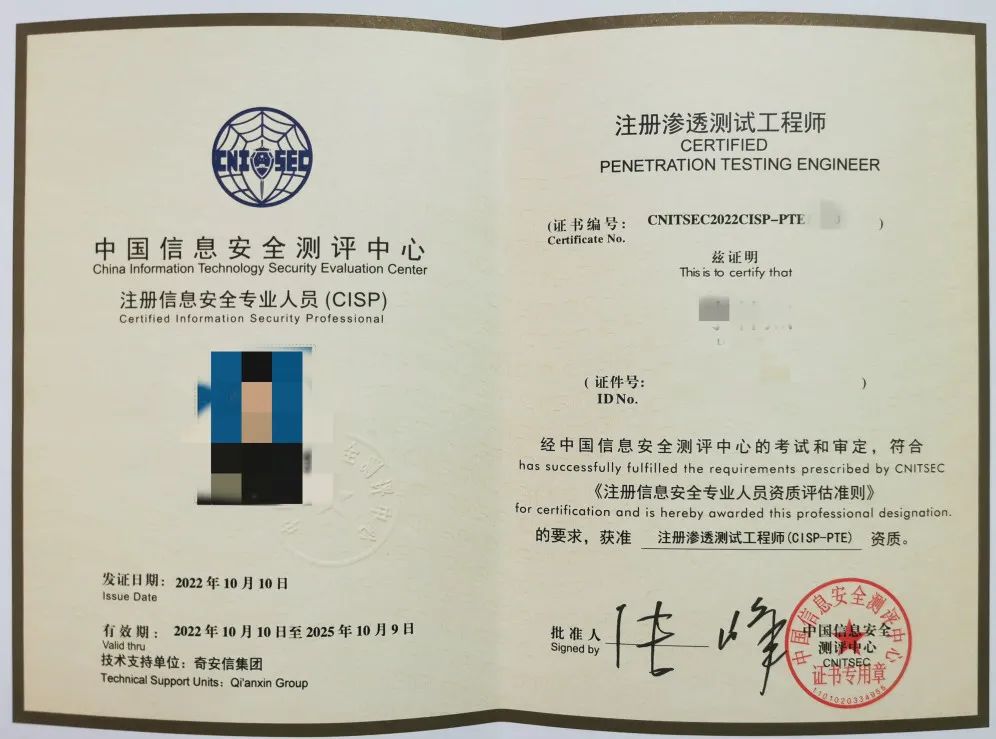 CNITSEC
中国信息安全测评中心
China Information Technology Security Evaluation Center
注册信息安全专业人员(CISP)
Certified Information Security Professional
发证日期：2022年10月10日
Issue Date
有效期：2022年10月10日至2025年10月9日
Valid thru
技术支持单位：奇安信集团
Technical Support Units：Qi'anxin Group
注册渗透测试工程师
CERTIFIED
PENETRATION TESTING ENGINEER
(证书编号： CNITSEC2022CISP-PTE )
Certificate No.
兹证明
This is to certify that
(证件号： )
ID No.
经中国信息安全测评中心的考试和审定，符合
has successfully fulfilled the requirements prescribed by CNITSEC
《注册信息安全专业人员资质评估准则》
for certification and is hereby awarded this professional designation.
的要求，获准 注册渗透测试工程师(CISP-PTE) 资质。
批准人
Signed by
中国信息安全测评中心
中国信息安全
测评中心
CNITSEC
证书专用章